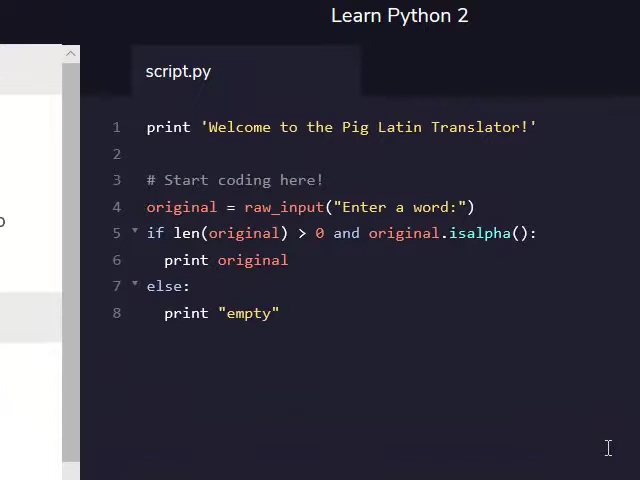 Learn Python 2
script.py
1 print 'Welcome to the Pig Latin Translator!'
2
3 # Start coding here!
4 original = raw_input("Enter a word:")
5 if len(original) > 0 and original.isalpha():
6 print original
7 else:
8 print "empty"